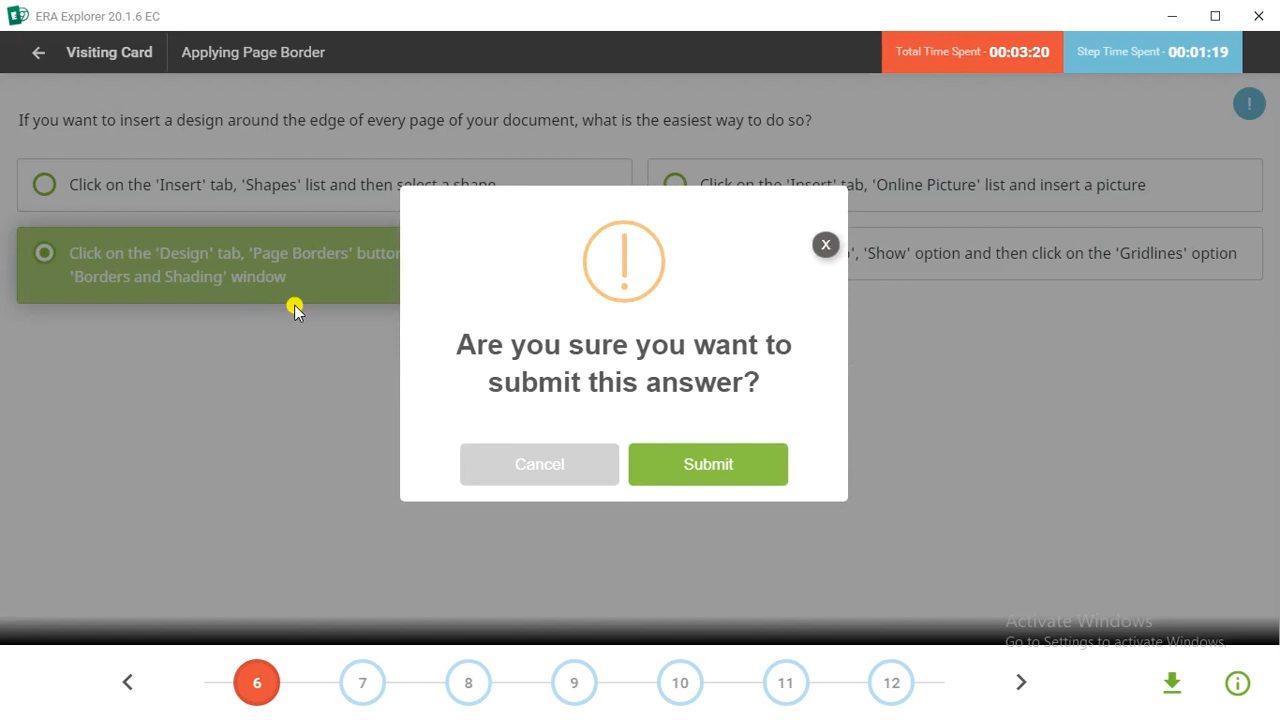 ERA Explorer 20.1.6 EC
Visiting Card
Applying Page Border
Total Time Spent - 00:03:20
Step Time Spent - 00:01:19
!
If you want to insert a design around the edge of every page of your document, what is the easiest way to do so?
Click on the 'Insert' tab, 'Shapes' list and then select a shape
Click on the 'Insert' tab, 'Online Picture' list and insert a picture
Click on the 'Design' tab, 'Page Borders' button
'Borders and Shading' window
', 'Show' option and then click on the 'Gridlines' option
X
Are you sure you want to
submit this answer?
Cancel
Submit
Activate Windows
Go to Settings to activate Windows.
6
7
8
9
10
11
12